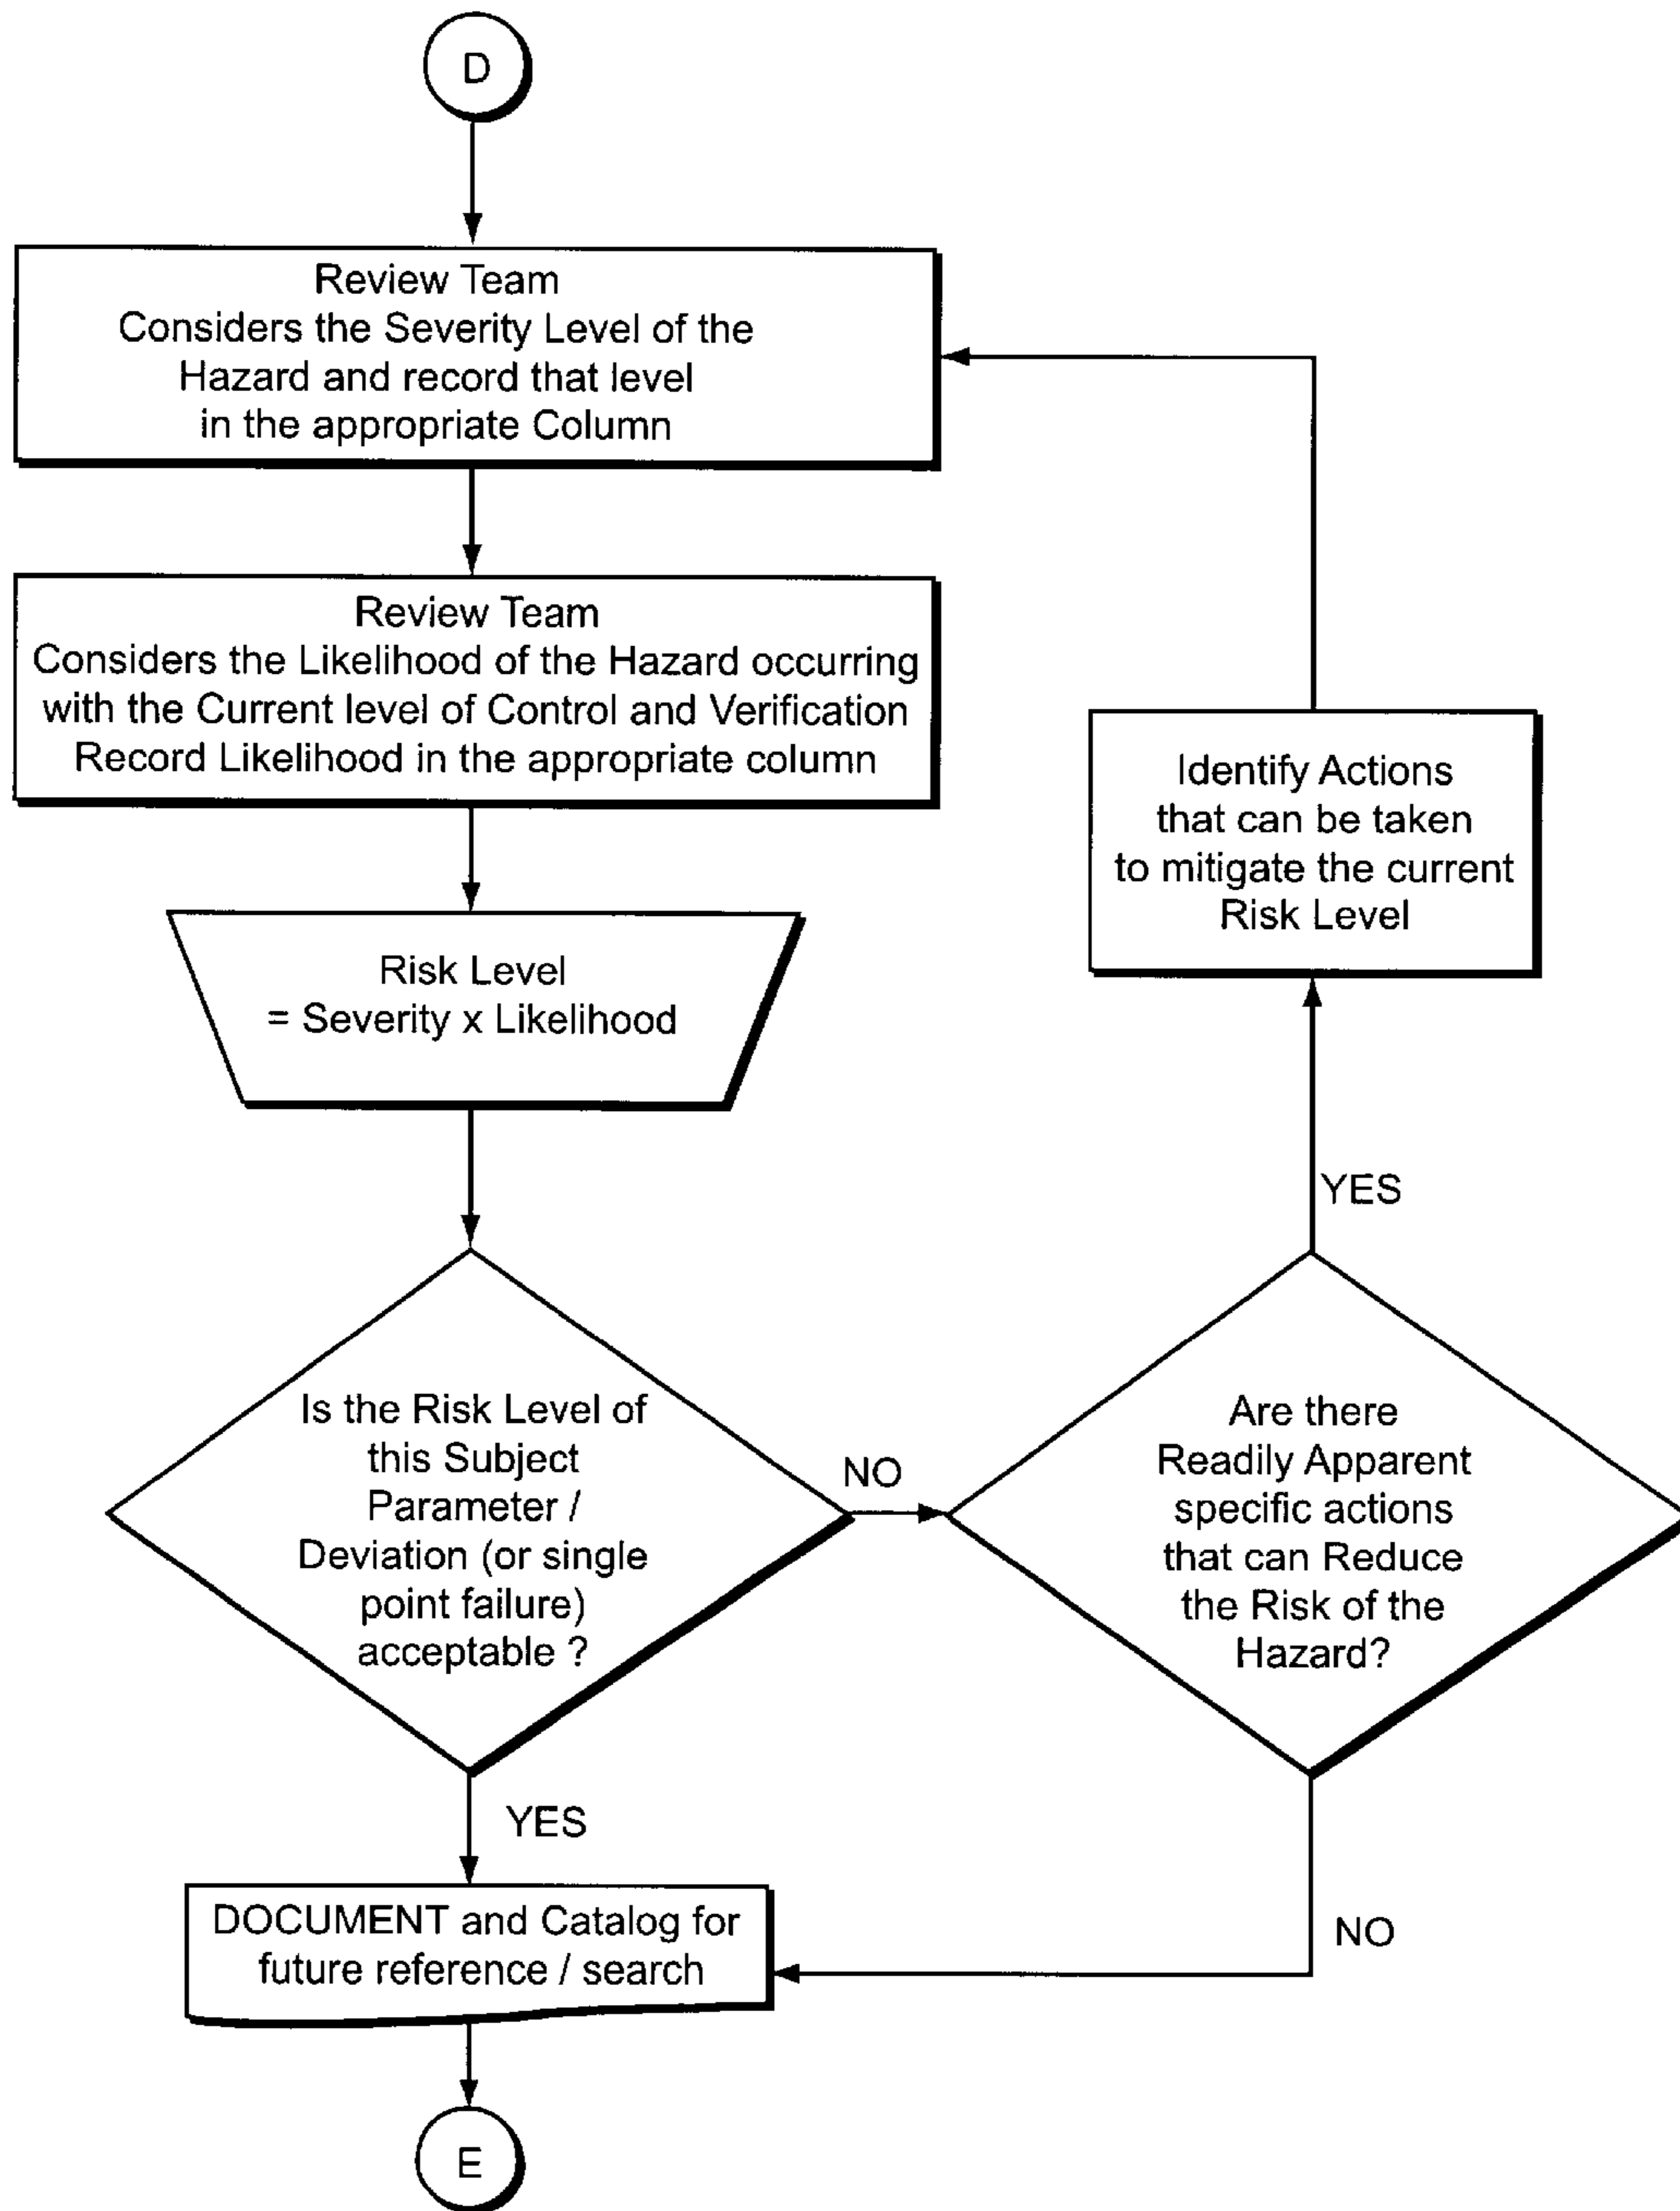 D
Review Team
Considers the Severity Level of the
Hazard and record that level
in the appropriate Column
Review Team
Considers the Likelihood of the Hazard occurring
with the Current level of Control and Verification
Record Likelihood in the appropriate column
Identify Actions
that can be taken
to mitigate the current
Risk Level
Risk Level
= Severity x Likelihood
YES
Is the Risk Level of
this Subject
Parameter /
Deviation (or single
point failure)
acceptable ?
NO
Are there
Readily Apparent
specific actions
that can Reduce
the Risk of the
Hazard?
YES
DOCUMENT and Catalog for
future reference / search
NO
E